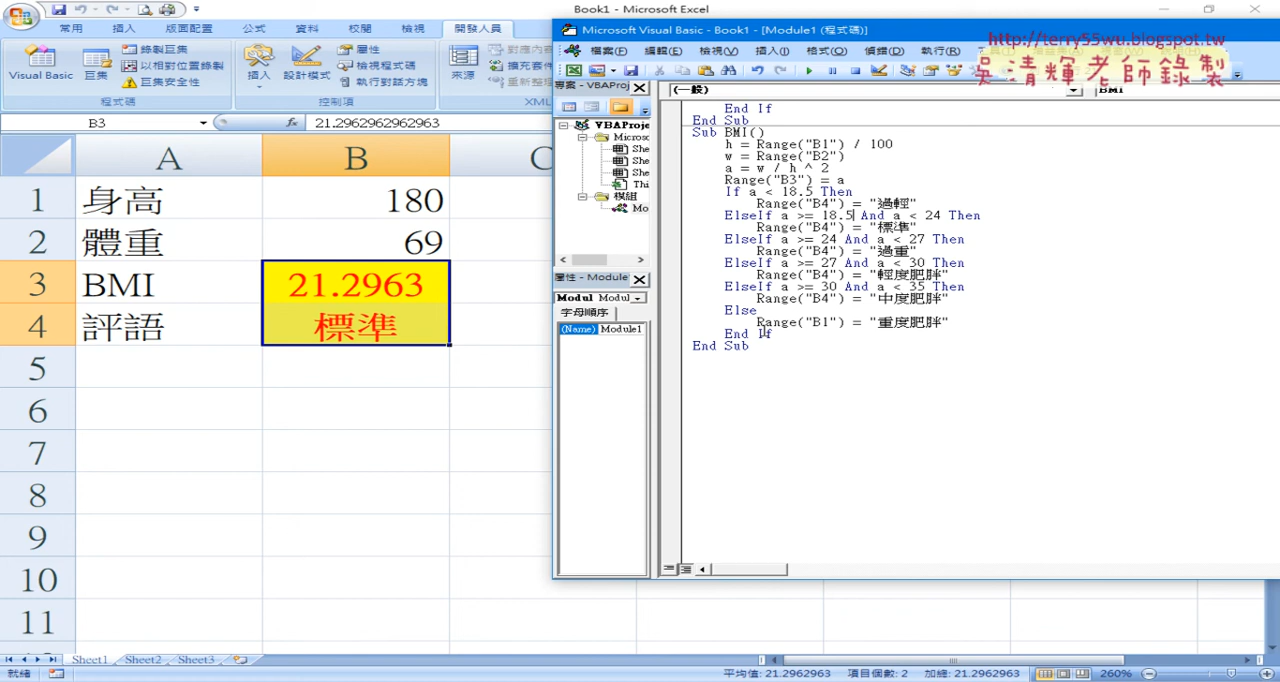 Book1 - Microsoft Excel
常用 插入 版面配置 公式 資料 校閱 檢視 開發人員
Visual Basic 巨集 錄製巨集 以相對位置錄製 巨集安全性 插入 設計模式 屬性 檢視程式碼 執行對話方塊 來源
程式碼 控制項 XML
B3 fx 21.2962962962963
A B C
1 身高 180
2 體重 69
3 BMI 21.2963
4 評語 標準
5
6
7
8
9
10
11
Sheet1 Sheet2 Sheet3
就緒 平均值: 21.2962963 項目個數: 2 加總: 21.2962963 260%
Microsoft Visual Basic - Book1 - [Module1 (程式碼)]
http://terry55wu.blogspot.tw
檔案(F) 編輯(E) 檢視(V) 插入(I) 格式(O) 偵錯(D) 執行(R)
吳清輝老師錄製
專案 - VBAProj
VBAProje
Microsc
She
She
She
Thi
模組
Mo
屬性 - Module
Modul Modul
字母順序
(Name) Module1
(一般) BMI
End If
End Sub
Sub BMI()
h = Range("B1") / 100
w = Range("B2")
a = w / h ^ 2
Range("B3") = a
If a < 18.5 Then
Range("B4") = "過輕"
ElseIf a >= 18.5 And a < 24 Then
Range("B4") = "標準"
ElseIf a >= 24 And a < 27 Then
Range("B4") = "過重"
ElseIf a >= 27 And a < 30 Then
Range("B4") = "輕度肥胖"
ElseIf a >= 30 And a < 35 Then
Range("B4") = "中度肥胖"
Else
Range("B1") = "重度肥胖"
End If
End Sub